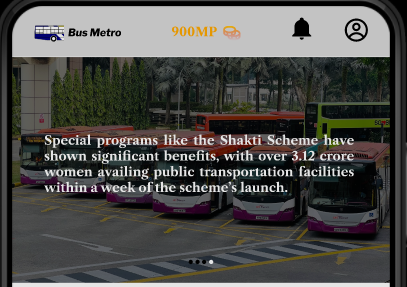 Bus Metro
900MP
Special programs like the Shakti Scheme have
shown significant benefits, with over 3.12 crore
women availing public transportation facilities
within a week of the scheme's launch.